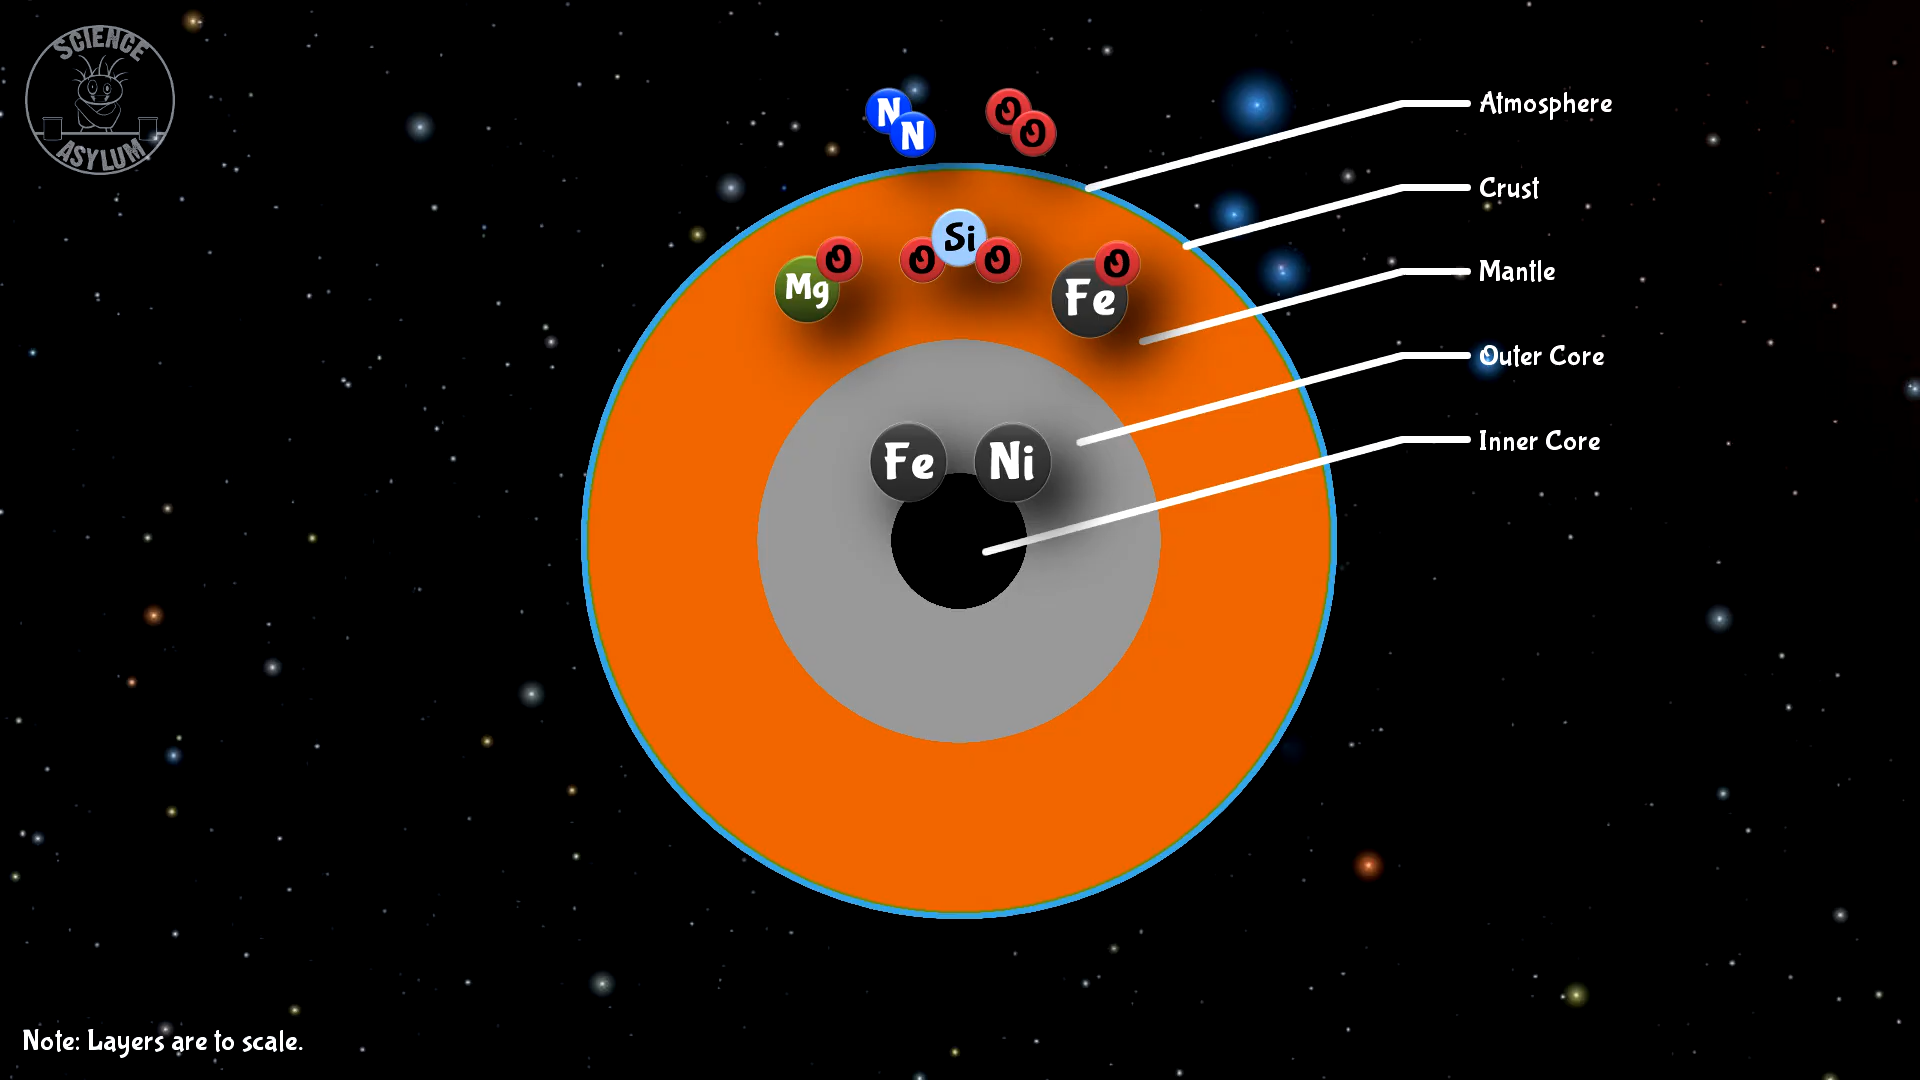 SCIENCE
ASYLUM
N
N
O
O
Atmosphere
Crust
Mantle
Outer Core
Inner Core
Mg
O
O
Si
O
Fe
O
Fe
Ni
Note: Layers are to scale.